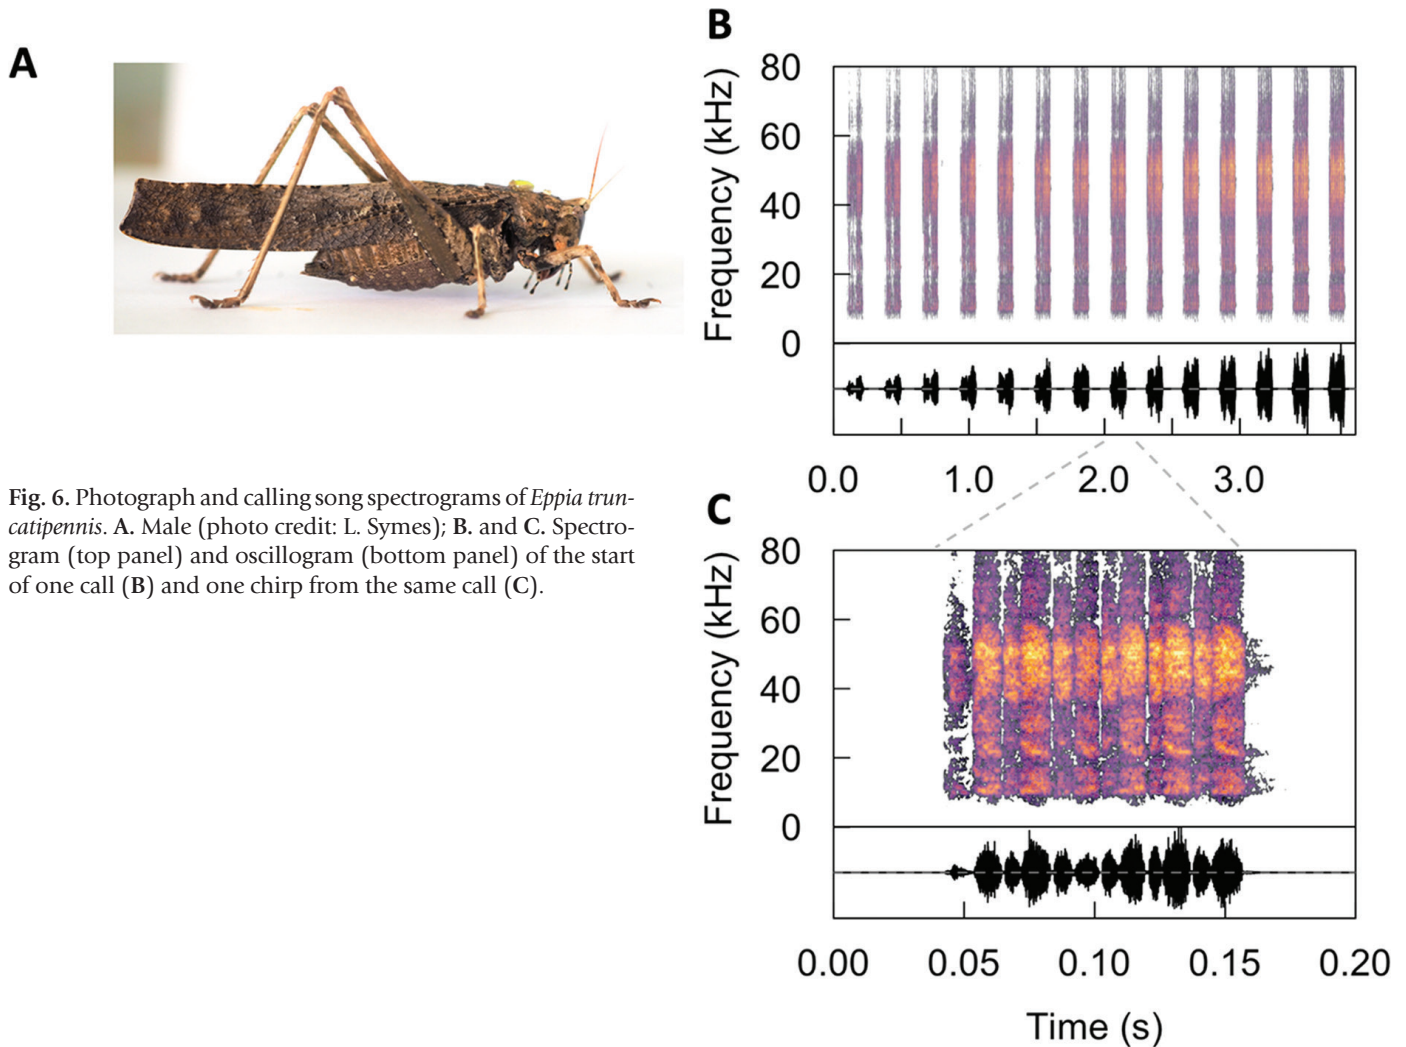 A
B
80
60
40
20
0
Frequency (kHz)
0.0 1.0 2.0 3.0
C
80
60
40
20
0
Frequency (kHz)
0.00 0.05 0.10 0.15 0.20
Time (s)
Fig. 6. Photograph and calling song spectrograms of Eppia trun-
catipennis. A. Male (photo credit: L. Symes); B. and C. Spectro-
gram (top panel) and oscillogram (bottom panel) of the start
of one call (B) and one chirp from the same call (C).